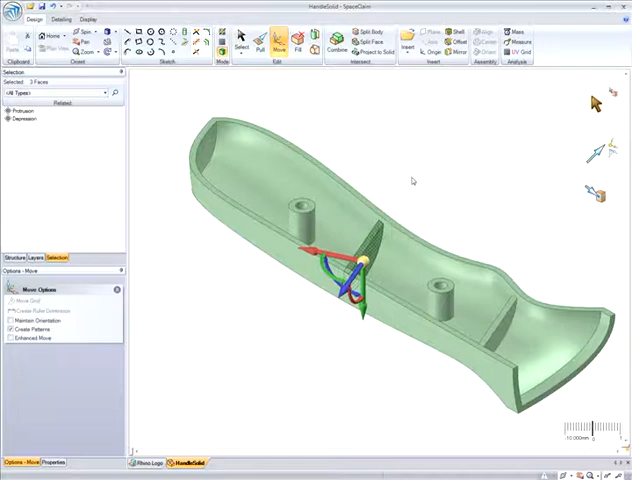 HandleSolid - SpaceClaim
Design Detailing Display
Paste
Home
Spin
Pan
Zoom
Select
Pull
Move
Fill
Combine
Split Body
Split Face
Project to Solid
Insert
Plane
Axis
Origin
Shell
Offset
Mirror
Align
Center
Orient
Mass
Measure
UV Grid
Clipboard Orient Sketch Mode Edit Intersect Insert Assembly Analysis
Selection
Selected 3 Faces
<All Types>
Related:
Protrusion
Depression
Structure Layers Selection
Options - Move
Move Options
Move Grid
Create Ruler Dimension
Maintain Orientation
Create Patterns
Enhanced Move
Options - Move Properties
Rhino Logo HandleSolid
10.000mm 0